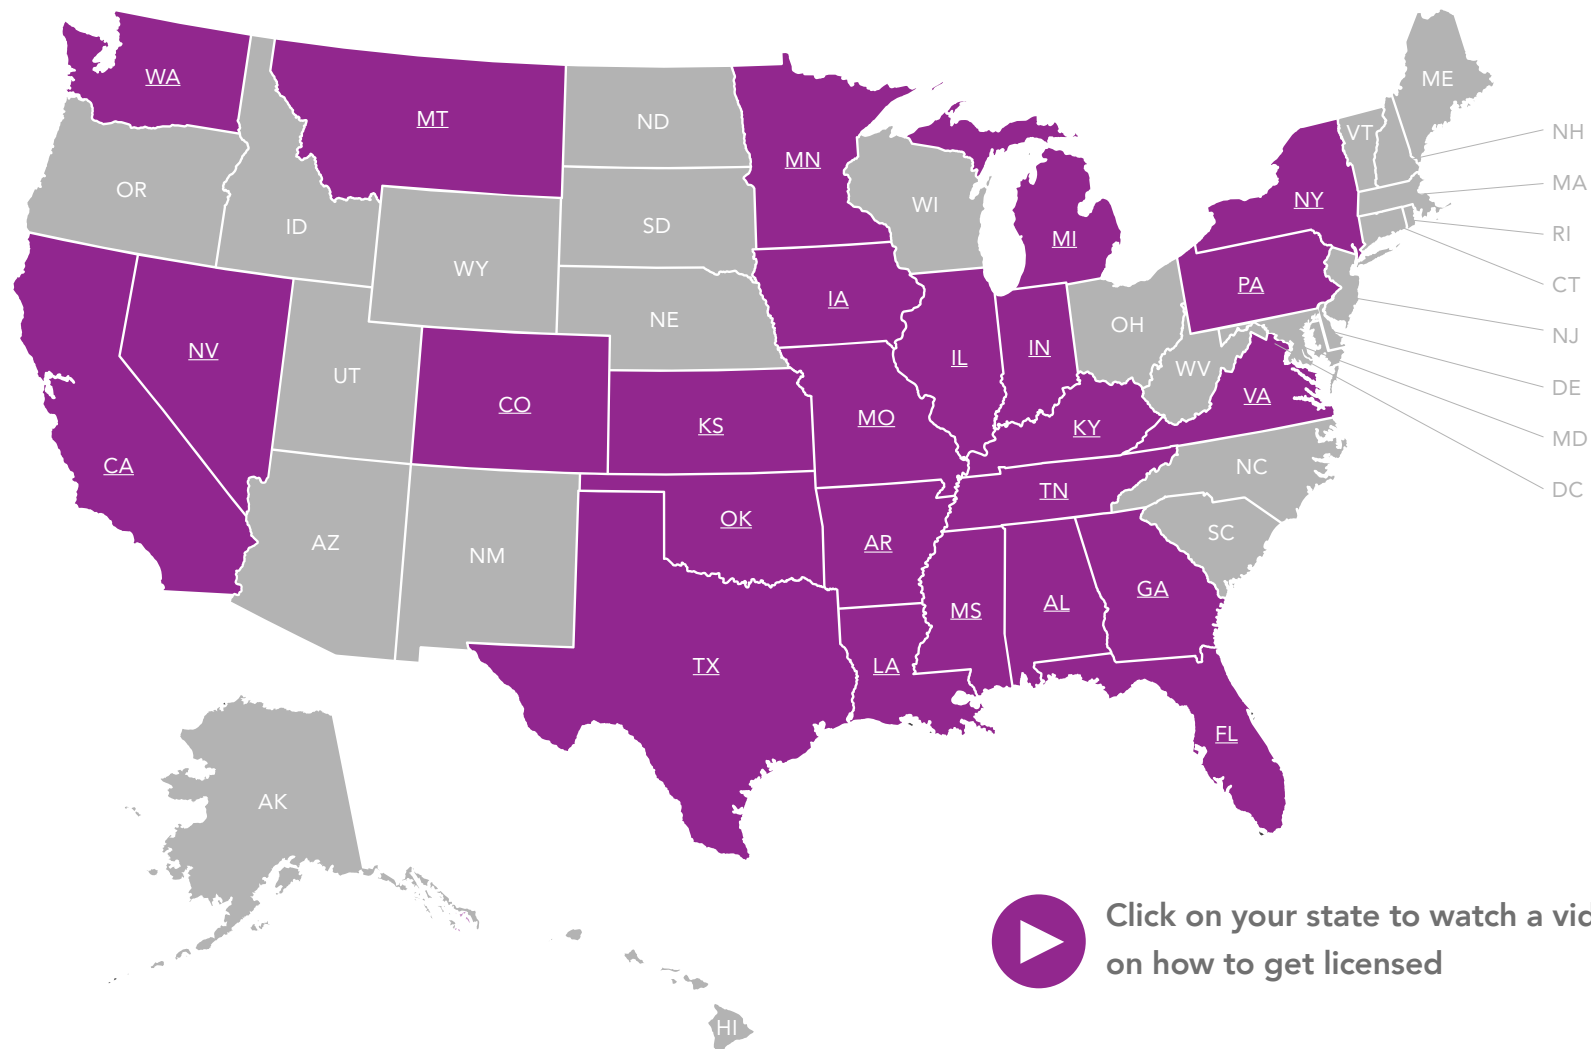 WA
MT
ND
MN
ME
VT
NH
MA
OR
ID
SD
WI
NY
RI
WY
MI
CT
IA
PA
NE
OH
NJ
NV
UT
IL
IN
WV
DE
CO
KS
MO
KY
VA
MD
CA
NC
DC
TN
AZ
NM
OK
AR
SC
MS
AL
GA
TX
LA
FL
AK
HI
Click on your state to watch a vid
on how to get licensed